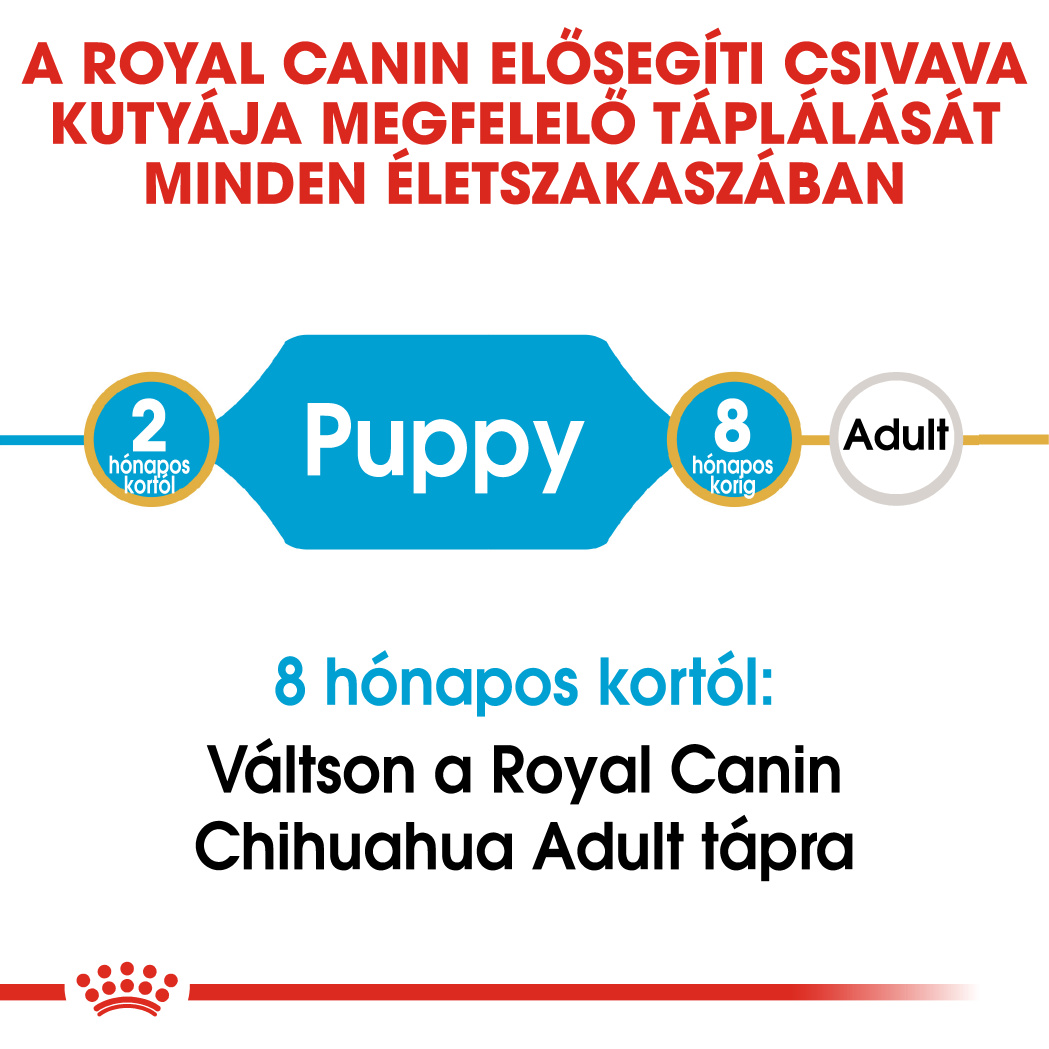 A ROYAL CANIN ELŐSEGÍTI CSIVAVA
KUTYÁJA MEGFELELŐ TÁPLÁLÁSÁT
MINDEN ÉLETSZAKASZÁBAN
2
hónapos
kortól
Puppy
8
hónapos
korig
Adult
8 hónapos kortól:
Váltson a Royal Canin
Chihuahua Adult tápra